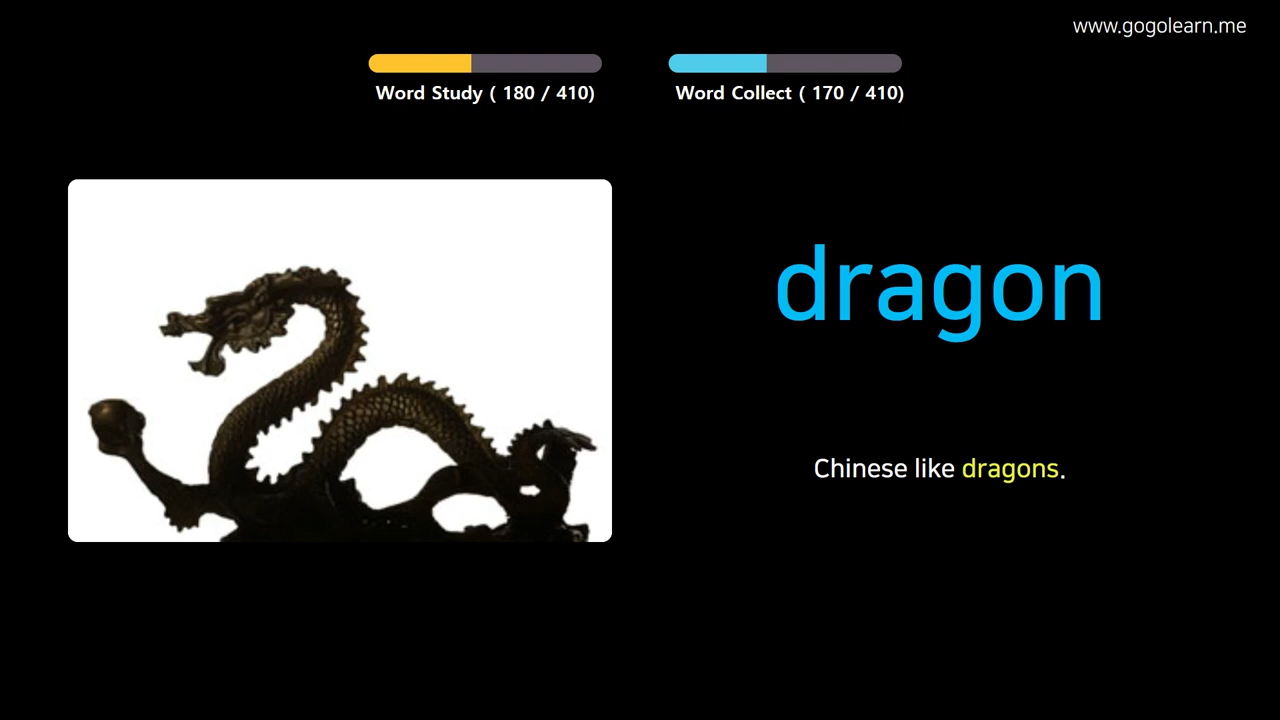 www.gogolearn.me
Word Study ( 180 / 410)
Word Collect ( 170 / 410)
dragon
Chinese like dragons.